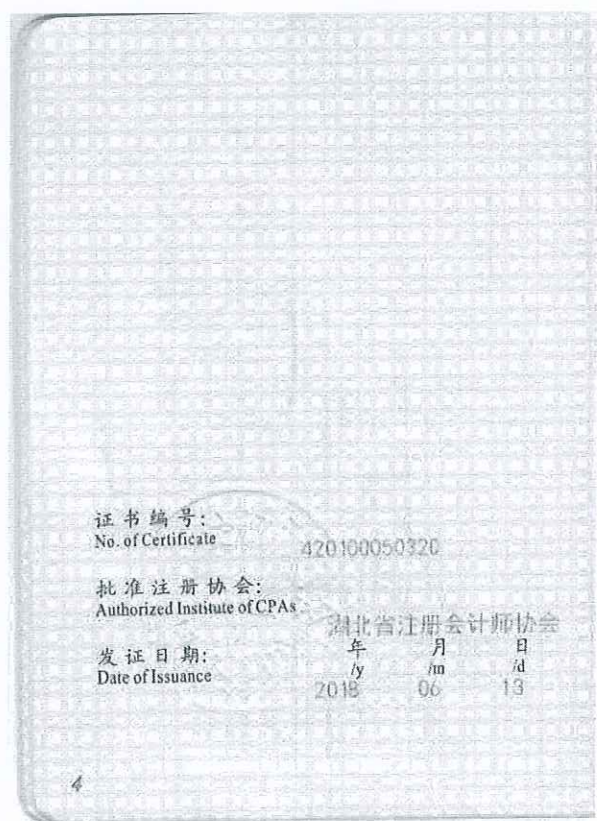 证书编号:
No. of Certificate
420100050320
批准注册协会:
Authorized Institute of CPAs
湖北省注册会计师协会
发证日期:
Date of Issuance
年 月 日
/y /m /d
2018 06 13
4